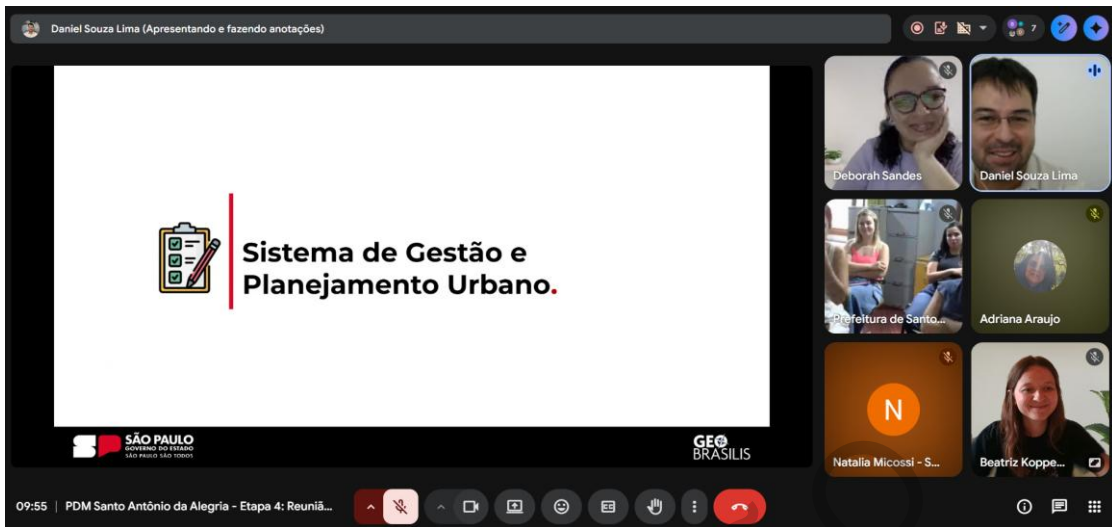 Daniel Souza Lima (Apresentando e fazendo anotações)
7
Sistema de Gestão e
Planejamento Urbano.
SÃO PAULO
GOVERNO DO ESTADO
SÃO PAULO SÃO TODOS
GEO
BRASILIS
Deborah Sandes
Daniel Souza Lima
Prefeitura de Santo...
Adriana Araujo
N
Natalia Micossi - S...
Beatriz Koppe...
09:55 | PDM Santo Antônio da Alegria - Etapa 4: Reuniã...
CC